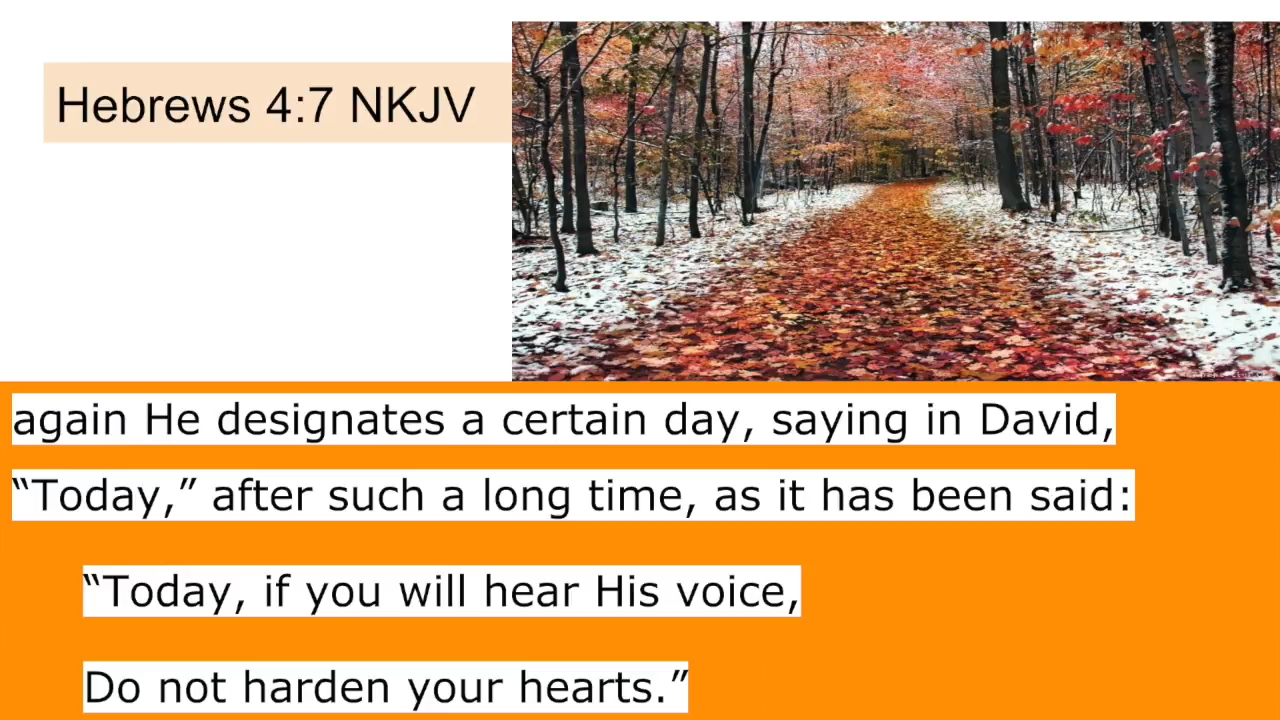 Hebrews 4:7 NKJV
again He designates a certain day, saying in David,
“Today,” after such a long time, as it has been said:
“Today, if you will hear His voice,
Do not harden your hearts.”